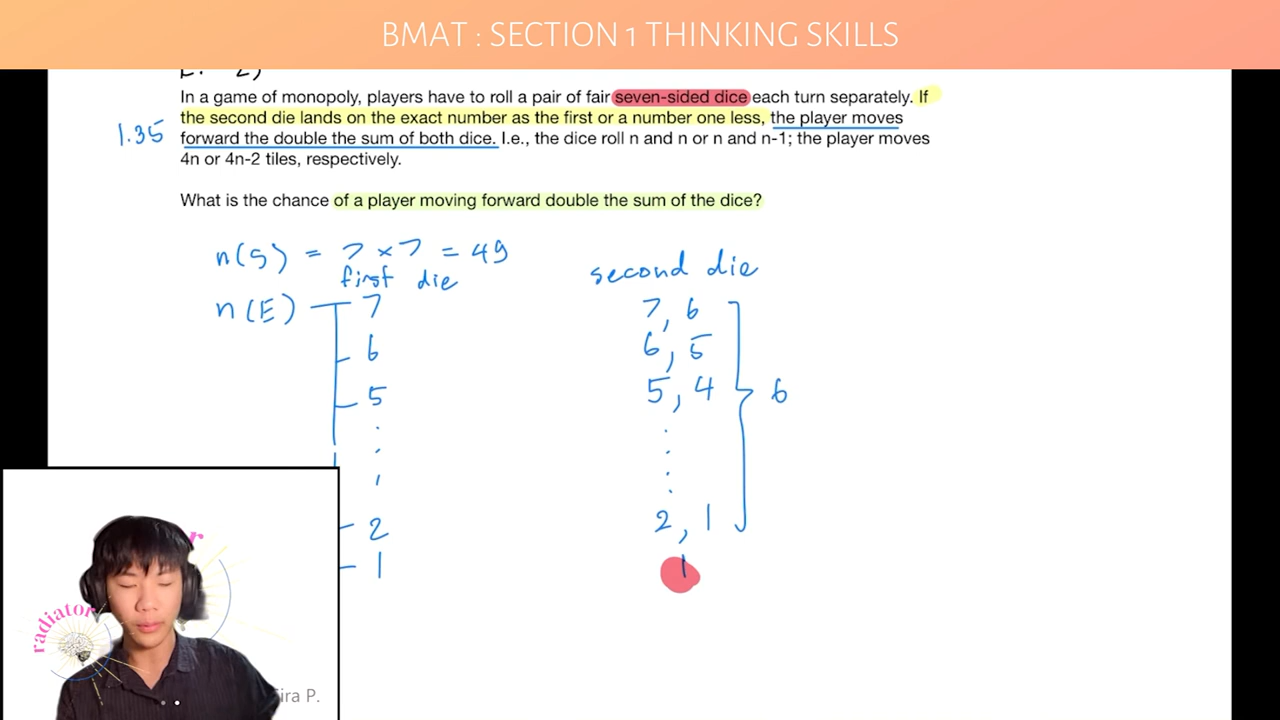 BMAT : SECTION 1 THINKING SKILLS
In a game of monopoly, players have to roll a pair of fair seven-sided dice each turn separately. If
the second die lands on the exact number as the first or a number one less, the player moves
1.35 forward the double the sum of both dice. I.e., the dice roll n and n or n and n-1; the player moves
4n or 4n-2 tiles, respectively.
What is the chance of a player moving forward double the sum of the dice?
n(S) = 7 × 7 = 49
first die second die
n(E) 7 7, 6
6 6, 5
5 5, 4 6
2 2, 1
1 1
radiator
ira P.